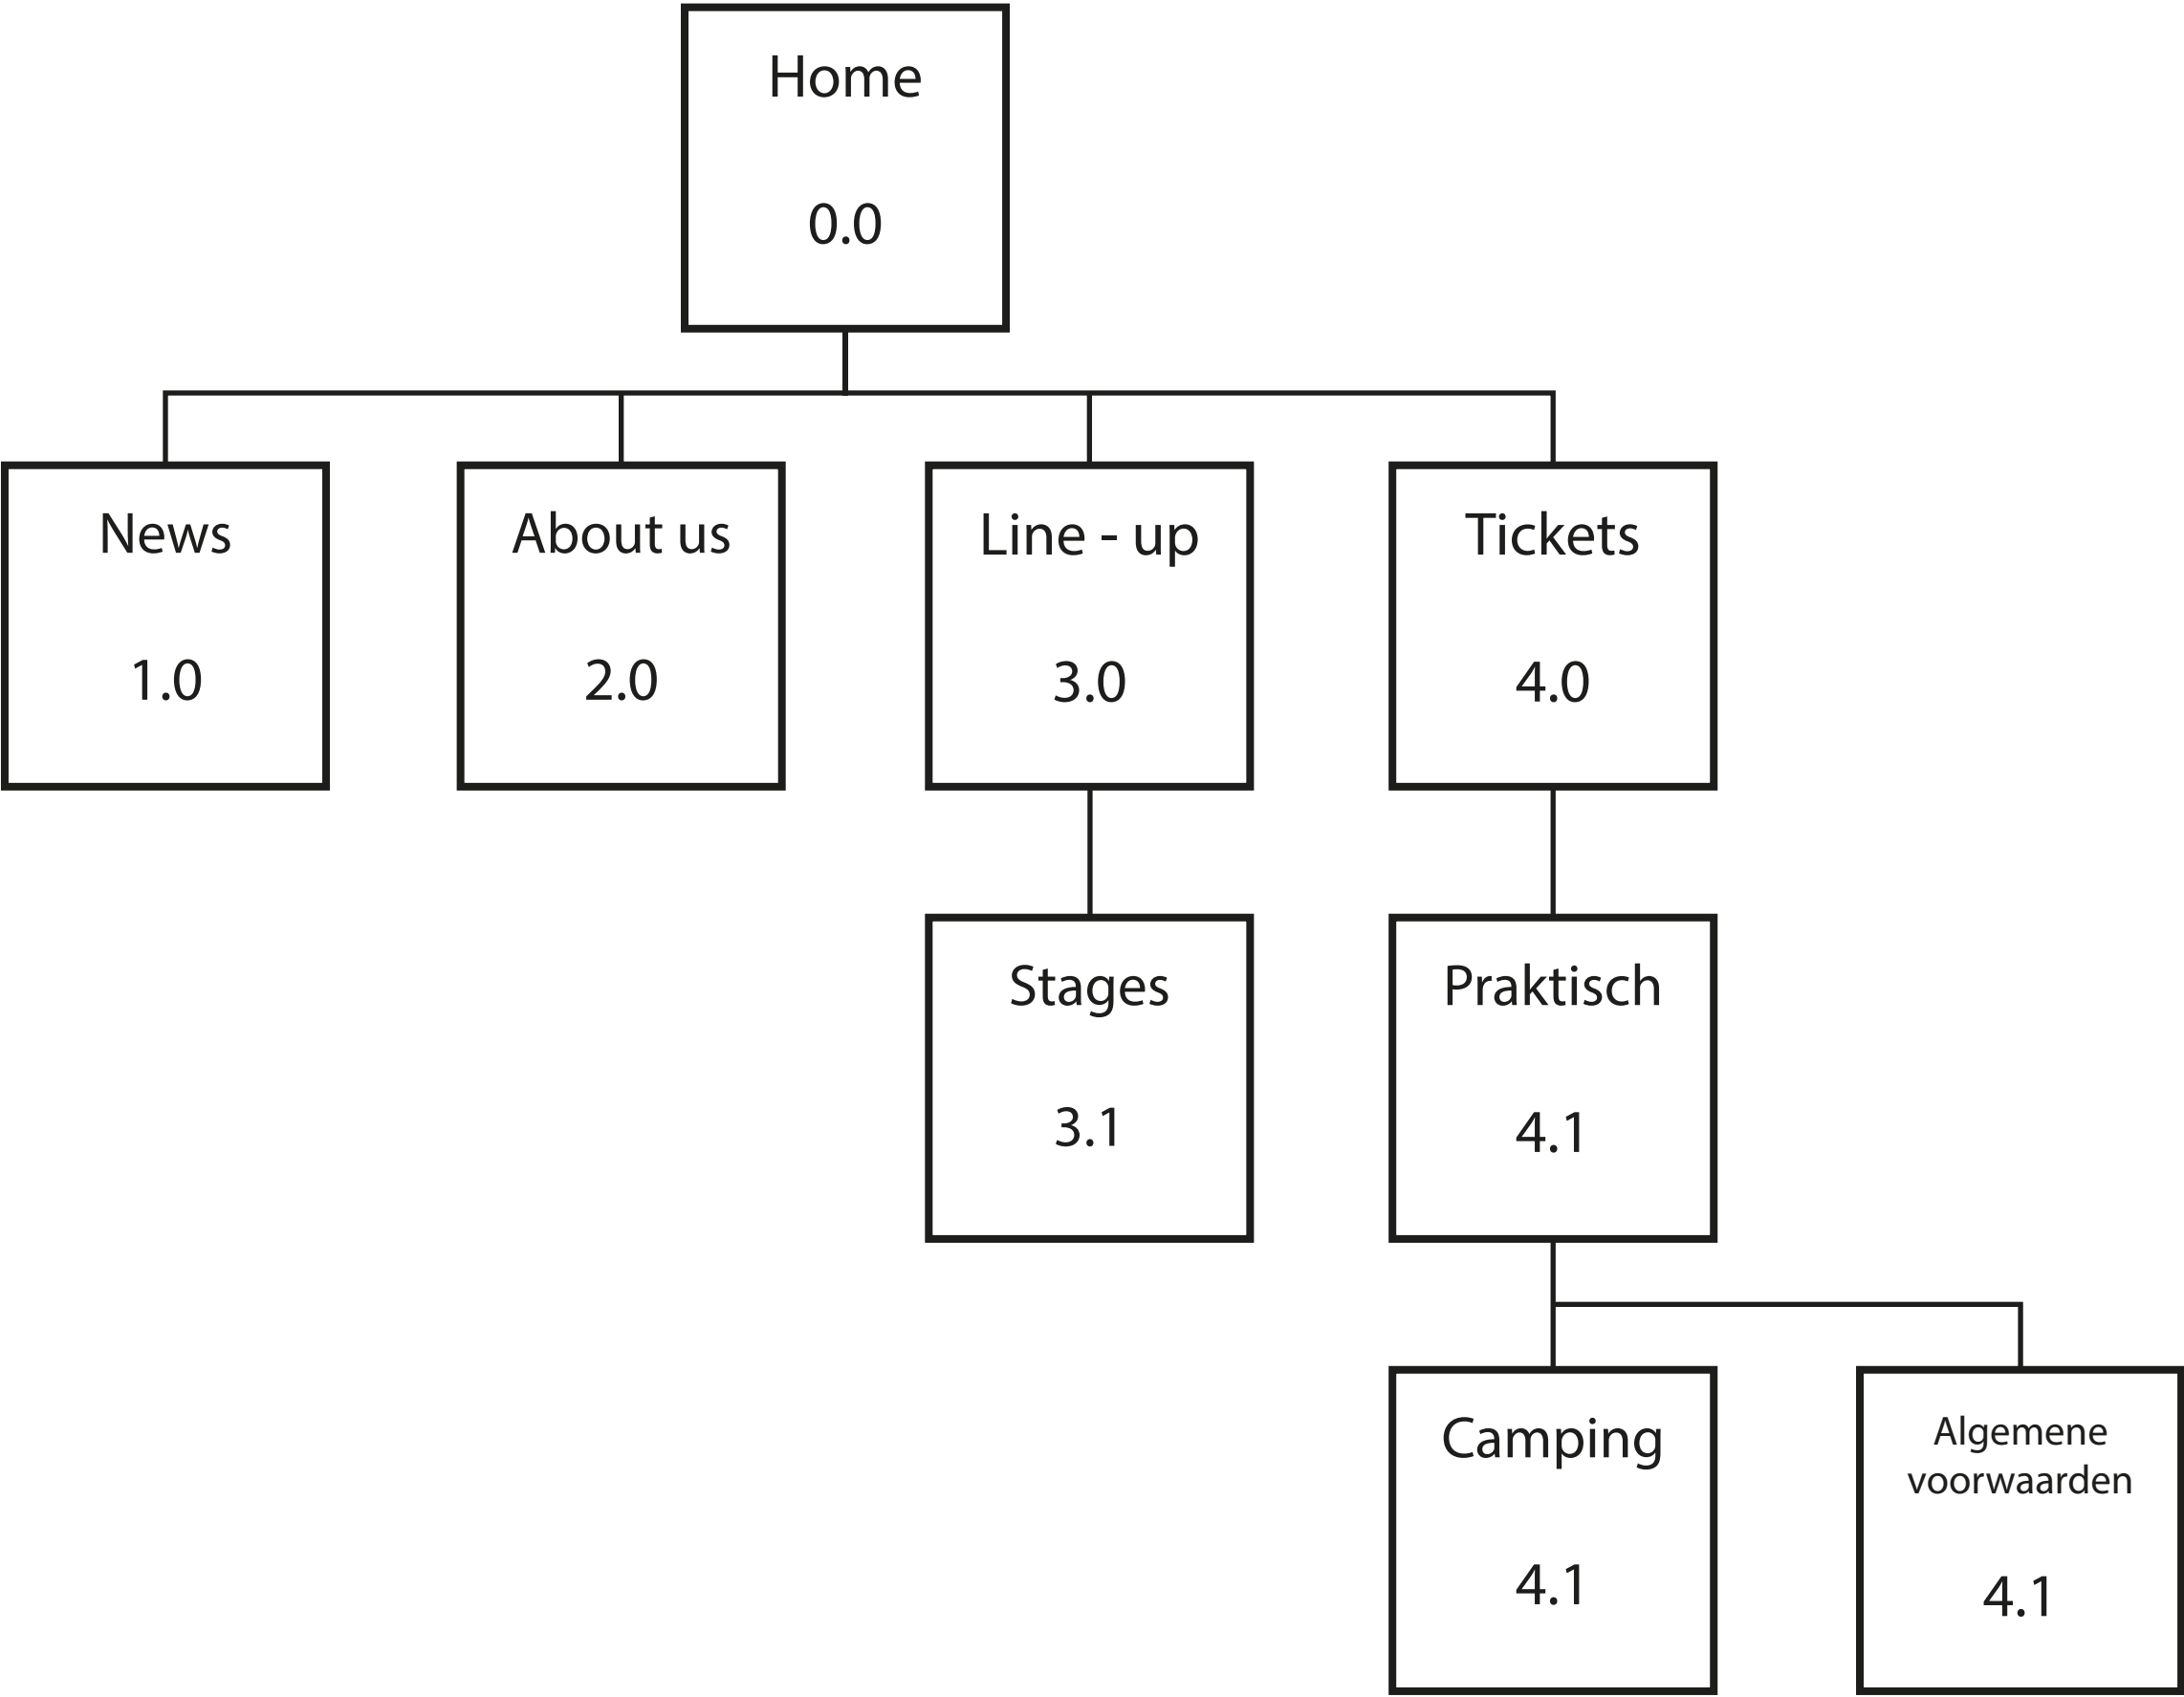 Home
0.0
News
1.0
About us
2.0
Line - up
3.0
Tickets
4.0
Stages
3.1
Praktisch
4.1
Camping
4.1
Algemene
voorwaarden
4.1